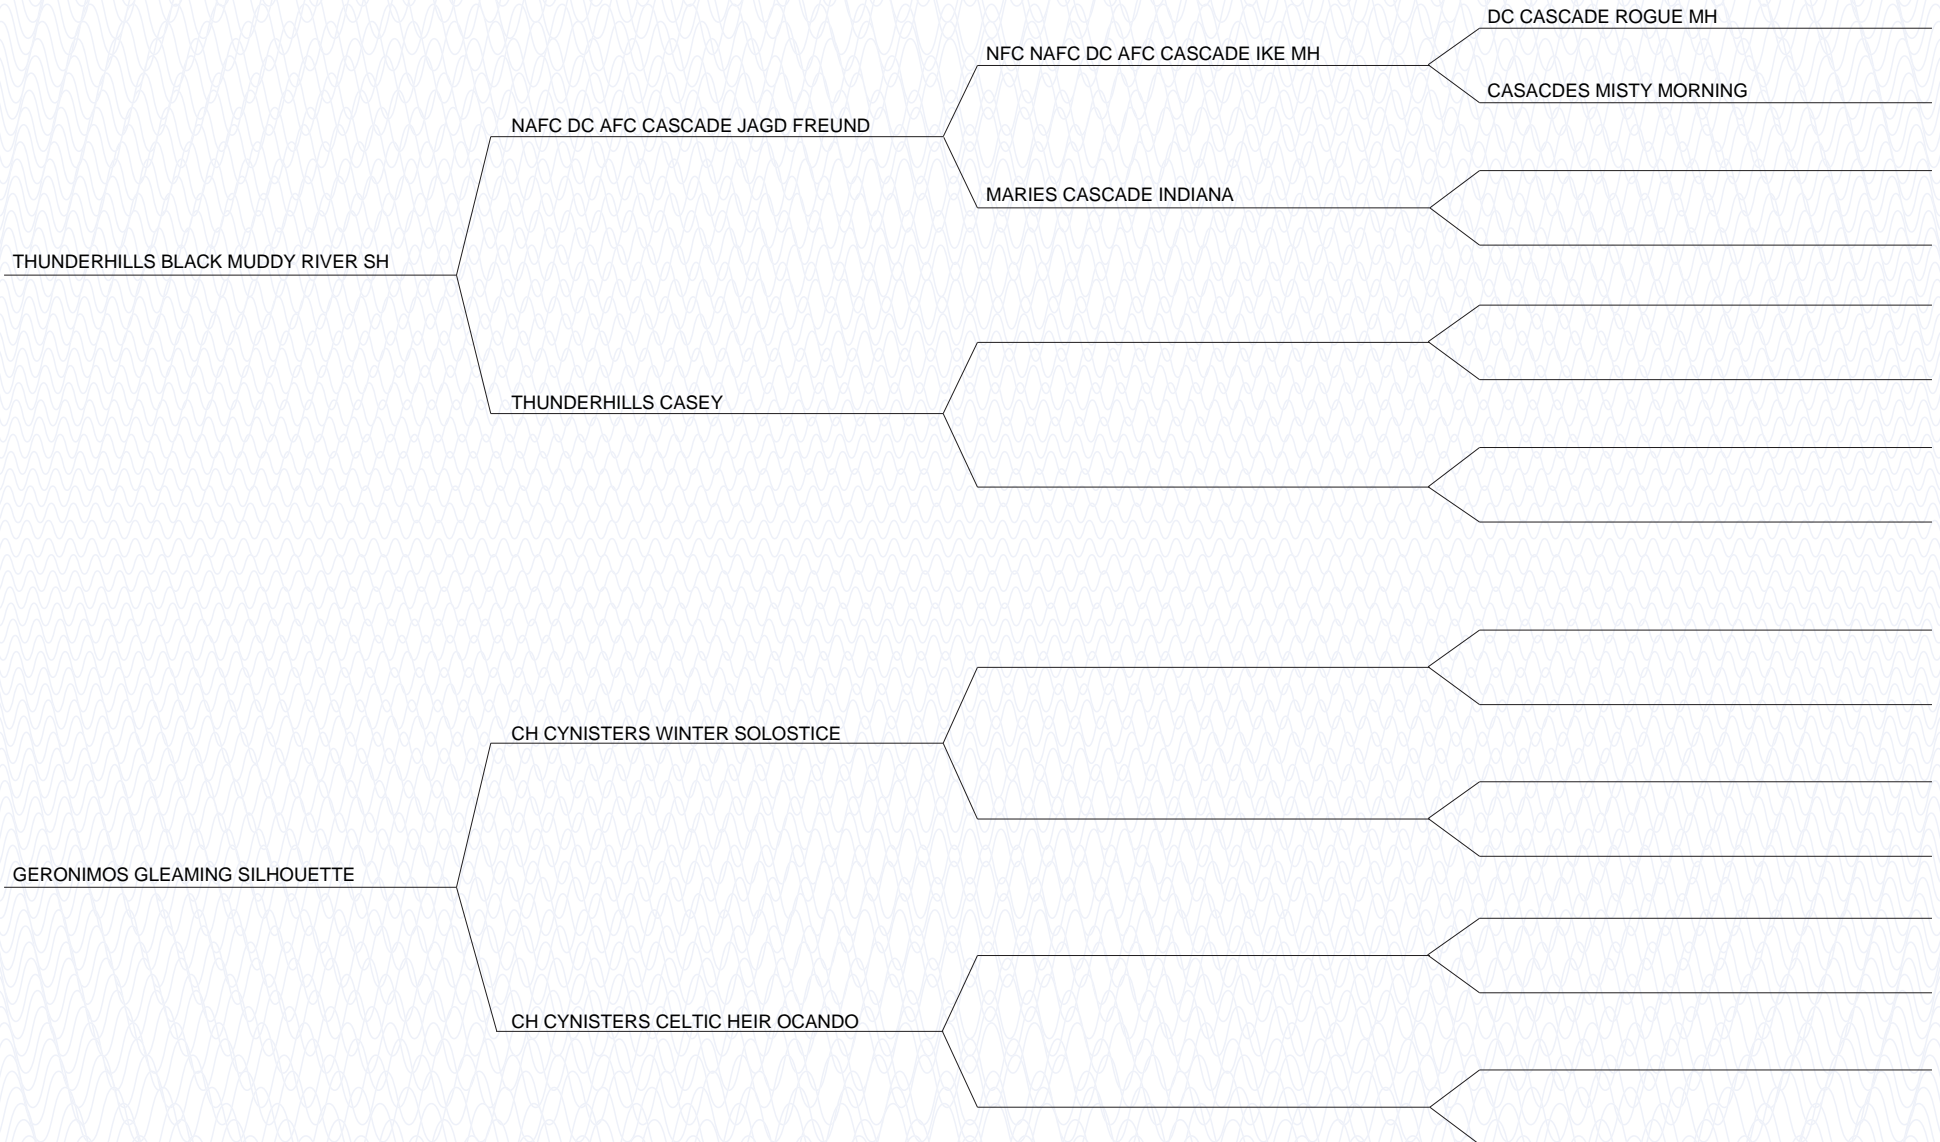 DC CASCADE ROGUE MH
NFC NAFC DC AFC CASCADE IKE MH
CASACDES MISTY MORNING
NAFC DC AFC CASCADE JAGD FREUND
MARIES CASCADE INDIANA
THUNDERHILLS BLACK MUDDY RIVER SH
THUNDERHILLS CASEY
CH CYNISTERS WINTER SOLOSTICE
GERONIMOS GLEAMING SILHOUETTE
CH CYNISTERS CELTIC HEIR OCANDO